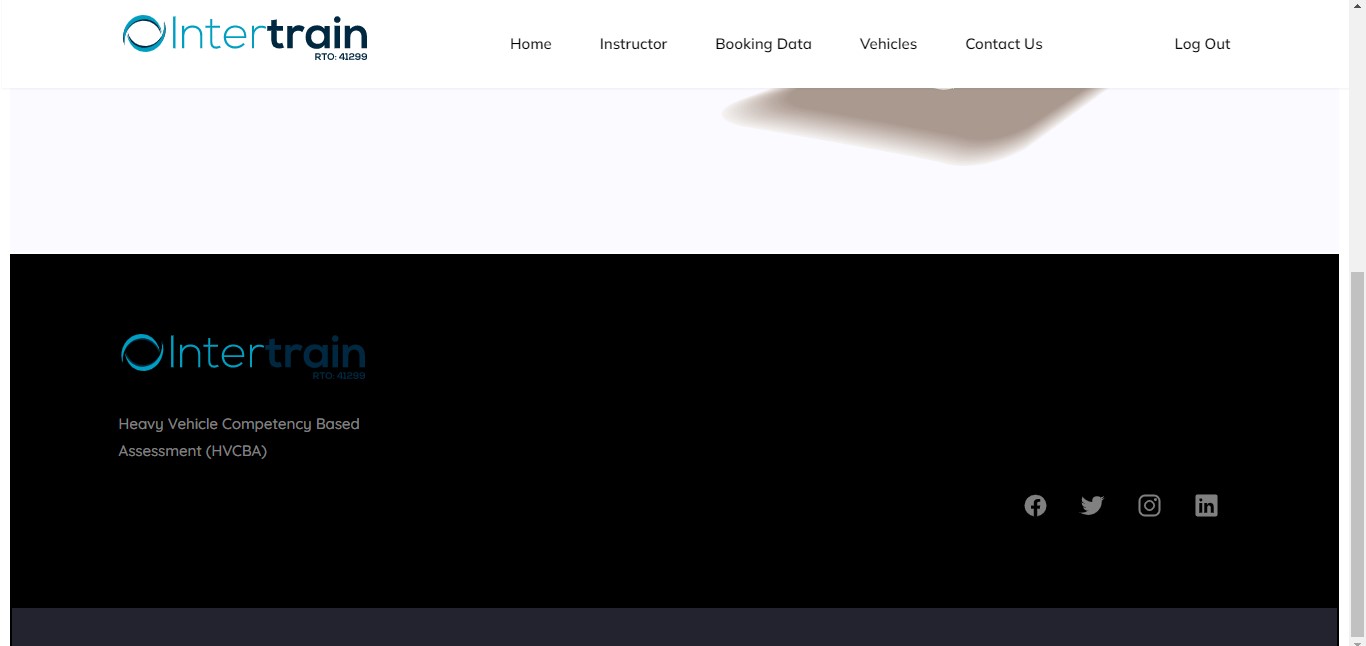 Intertrain
RTO: 41299
Home Instructor Booking Data Vehicles Contact Us Log Out
Intertrain
RTO: 41299
Heavy Vehicle Competency Based
Assessment (HVCBA)